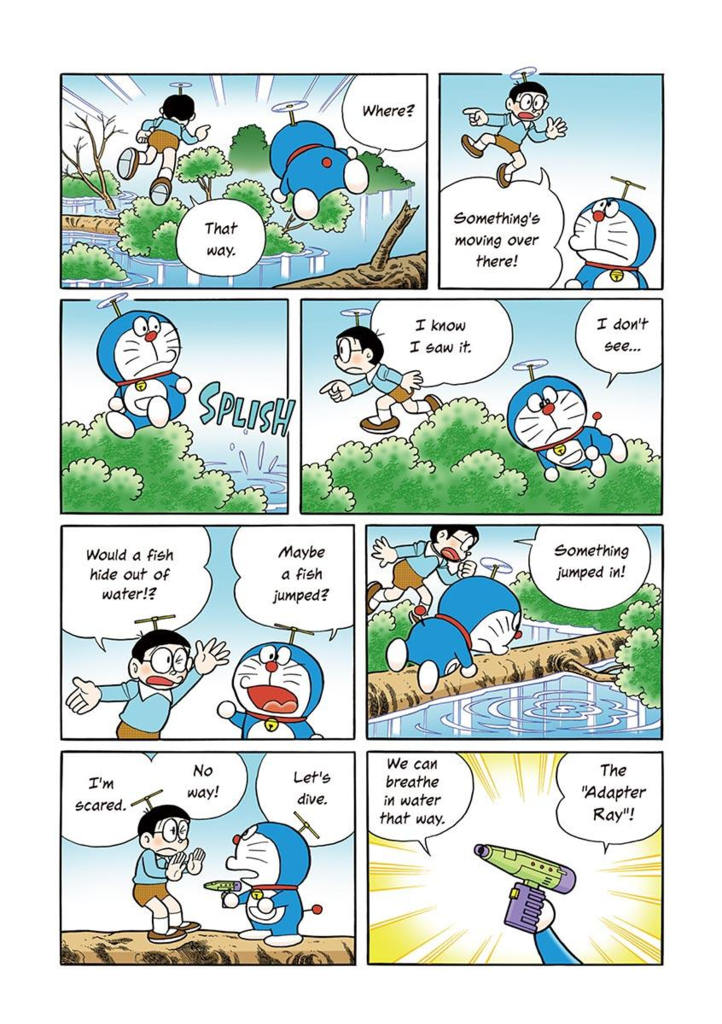 Something's
moving over
there!
Where?
That
way.
I don't
see...
I know
I saw it.
SPLISH
Something
jumped in!
Maybe
a fish
jumped?
Would a fish
hide out of
water!?
The
"Adapter
Ray"!
We can
breathe
in water
that way.
Let's
dive.
No
way!
I'm
scared.